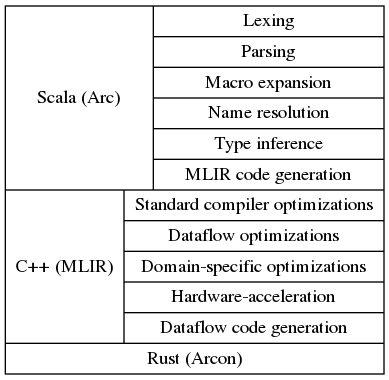 Scala (Arc)
Lexing
Parsing
Macro expansion
Name resolution
Type inference
MLIR code generation
C++ (MLIR)
Standard compiler optimizations
Dataflow optimizations
Domain-specific optimizations
Hardware-acceleration
Dataflow code generation
Rust (Arcon)